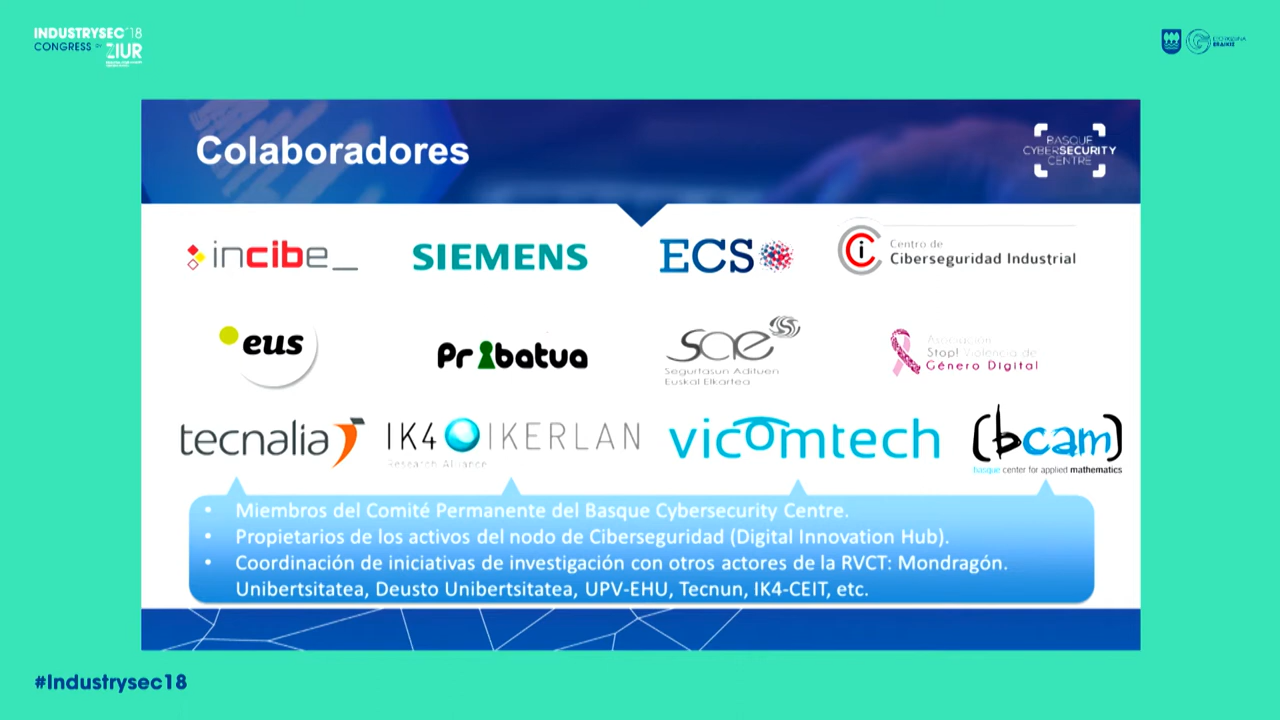 INDUSTRYSEC'18
CONGRESS BY ZIUR
Colaboradores
BASQUE
CYBERSECURITY
CENTRE
incibe_
SIEMENS
ECS
Centro de
Ciberseguridad Industrial
.eus
Pribatua
sae
Segurtasun Adituen
Euskal Elkartea
Asociación
Stop! Violencia de
Género Digital
tecnalia
IK4 IKERLAN
Research Alliance
vicomtech
(bcam)
basque center for applied mathematics
• Miembros del Comité Permanente del Basque Cybersecurity Centre.
• Propietarios de los activos del nodo de Ciberseguridad (Digital Innovation Hub).
• Coordinación de iniciativas de investigación con otros actores de la RVCT: Mondragón.
Unibertsitatea, Deusto Unibertsitatea, UPV-EHU, Tecnun, IK4-CEIT, etc.
#Industrysec18